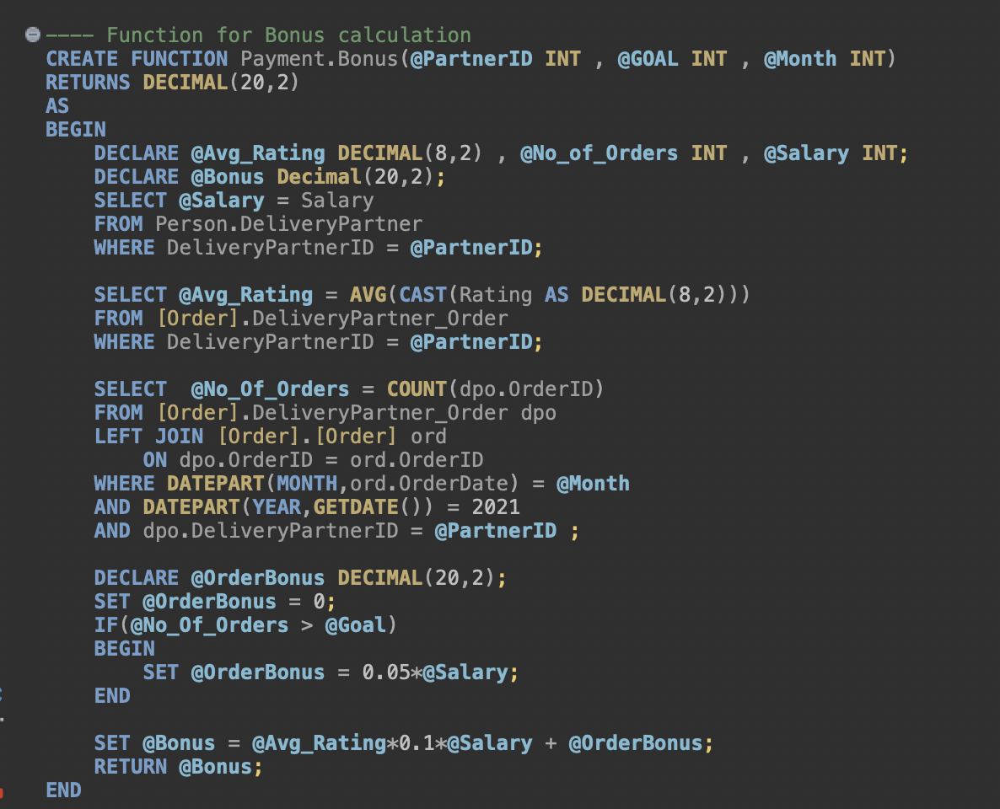 ---- Function for Bonus calculation
CREATE FUNCTION Payment.Bonus(@PartnerID INT , @GOAL INT , @Month INT)
RETURNS DECIMAL(20,2)
AS
BEGIN
    DECLARE @Avg_Rating DECIMAL(8,2) , @No_of_Orders INT , @Salary INT;
    DECLARE @Bonus Decimal(20,2);
    SELECT @Salary = Salary
    FROM Person.DeliveryPartner
    WHERE DeliveryPartnerID = @PartnerID;

    SELECT @Avg_Rating = AVG(CAST(Rating AS DECIMAL(8,2)))
    FROM [Order].DeliveryPartner_Order
    WHERE DeliveryPartnerID = @PartnerID;

    SELECT  @No_Of_Orders = COUNT(dpo.OrderID)
    FROM [Order].DeliveryPartner_Order dpo
    LEFT JOIN [Order].[Order] ord
        ON dpo.OrderID = ord.OrderID
    WHERE DATEPART(MONTH,ord.OrderDate) = @Month
    AND DATEPART(YEAR,GETDATE()) = 2021
    AND dpo.DeliveryPartnerID = @PartnerID ;

    DECLARE @OrderBonus DECIMAL(20,2);
    SET @OrderBonus = 0;
    IF(@No_Of_Orders > @Goal)
    BEGIN
        SET @OrderBonus = 0.05*@Salary;
    END

    SET @Bonus = @Avg_Rating*0.1*@Salary + @OrderBonus;
    RETURN @Bonus;
END